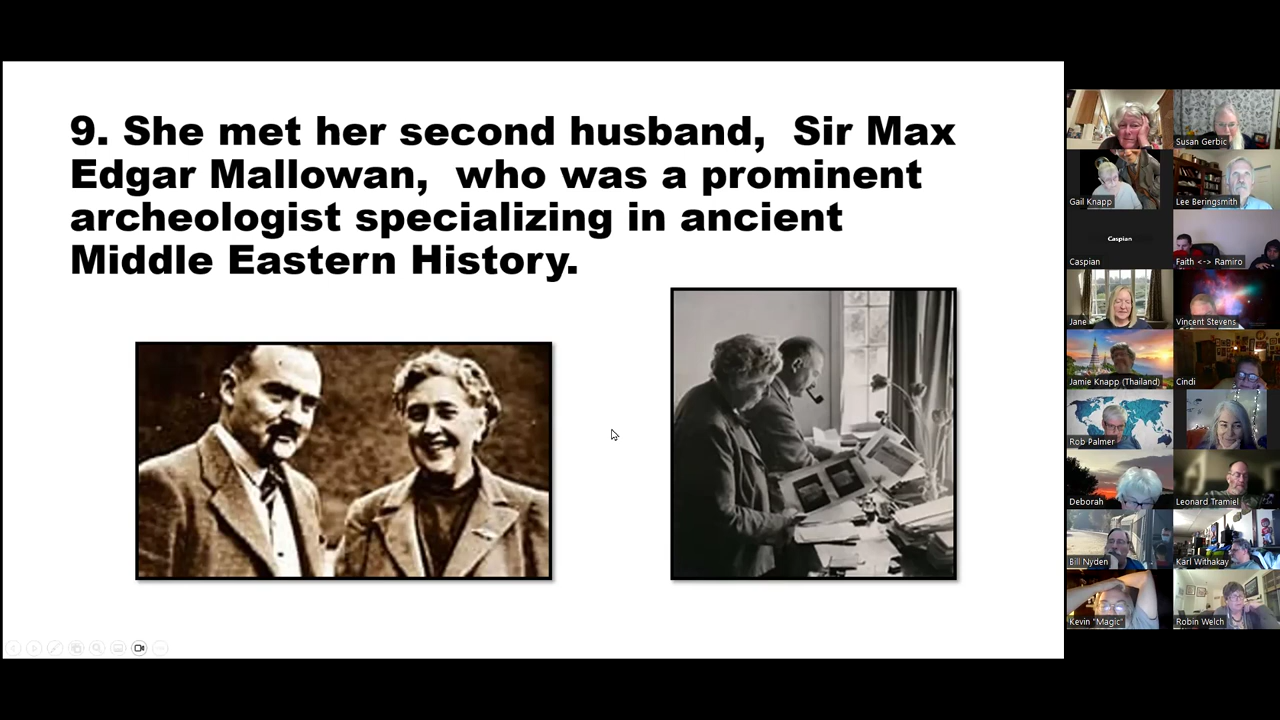 9. She met her second husband,  Sir Max
Edgar Mallowan,  who was a prominent
archeologist specializing in ancient
Middle Eastern History.
Susan Gerbic
Gail Knapp
Lee Beringsmith
Caspian
Caspian
Faith <-> Ramiro
Jane
Vincent Stevens
Jamie Knapp (Thailand)
Cindi
Rob Palmer
Deborah
Leonard Tramiel
Bill Nyden
Karl Withakay
Kevin "Magic"
Robin Welch